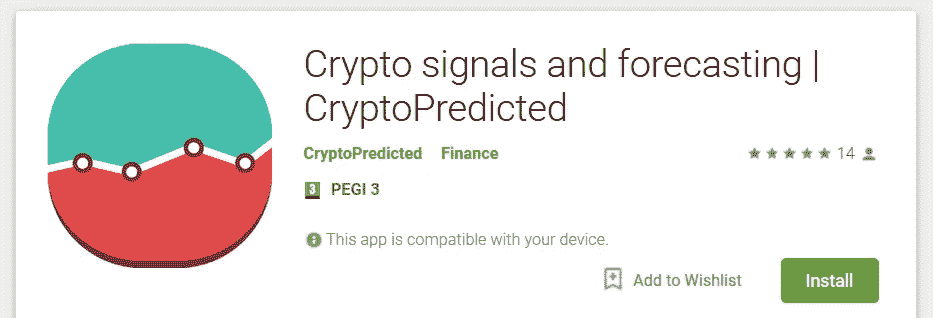 Crypto signals and forecasting |
CryptoPredicted
CryptoPredicted Finance 14
3 PEGI 3
This app is compatible with your device.
Add to Wishlist Install